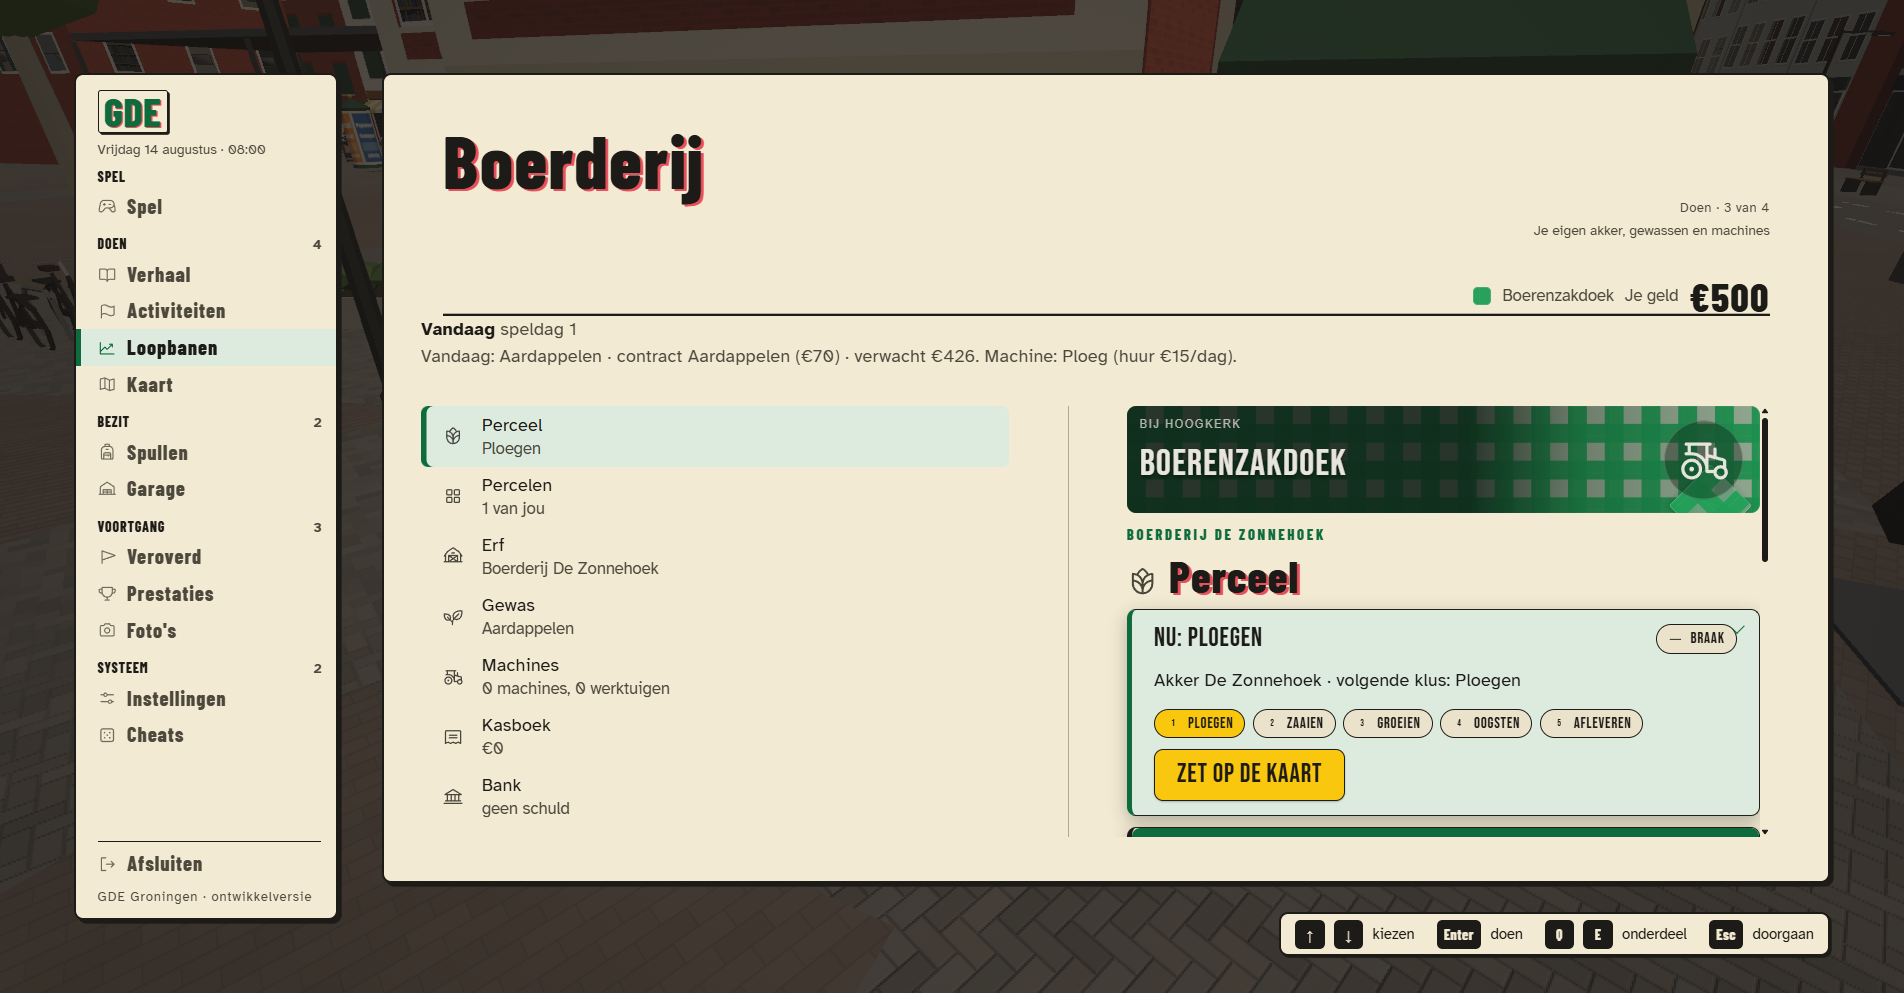 GDE
Vrijdag 14 augustus · 08:00
SPEL
Spel
DOEN 4
Verhaal
Activiteiten
Loopbanen
Kaart
BEZIT 2
Spullen
Garage
VOORTGANG 3
Veroverd
Prestaties
Foto's
SYSTEEM 2
Instellingen
Cheats
Afsluiten
GDE Groningen · ontwikkelversie
Boerderij
Doen · 3 van 4
Je eigen akker, gewassen en machines
Boerenzakdoek Je geld €500
Vandaag speldag 1
Vandaag: Aardappelen · contract Aardappelen (€70) · verwacht €426. Machine: Ploeg (huur €15/dag).
Perceel
Ploegen
Percelen
1 van jou
Erf
Boerderij De Zonnehoek
Gewas
Aardappelen
Machines
0 machines, 0 werktuigen
Kasboek
€0
Bank
geen schuld
BIJ HOOGKERK
BOERENZAKDOEK
BOERDERIJ DE ZONNEHOEK
Perceel
NU: PLOEGEN
— BRAAK
Akker De Zonnehoek · volgende klus: Ploegen
1 PLOEGEN 2 ZAAIEN 3 GROEIEN 4 OOGSTEN 5 AFLEVEREN
ZET OP DE KAART
↑ ↓ kiezen Enter doen Q E onderdeel Esc doorgaan